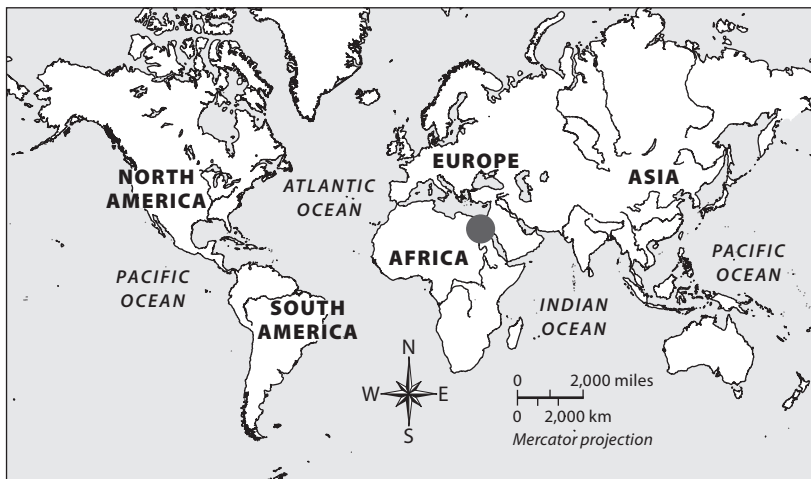 NORTH
AMERICA
ATLANTIC
OCEAN
EUROPE
ASIA
AFRICA
PACIFIC
OCEAN
PACIFIC
OCEAN
SOUTH
AMERICA
INDIAN
OCEAN
N
W E
S
0 2,000 miles
0 2,000 km
Mercator projection